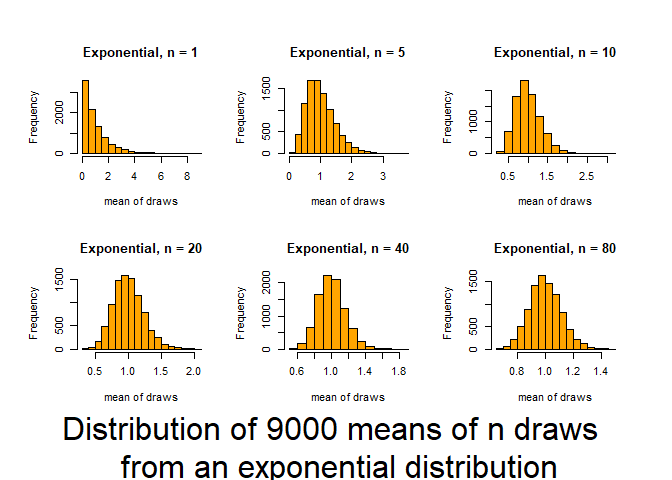 Exponential, n = 1
Frequency
0 2000
0 2 4 6 8
mean of draws
Exponential, n = 5
Frequency
0 500 1500
0 1 2 3
mean of draws
Exponential, n = 10
Frequency
0 1000
0.5 1.5 2.5
mean of draws
Exponential, n = 20
Frequency
0 500 1500
0.5 1.0 1.5 2.0
mean of draws
Exponential, n = 40
Frequency
0 1000 2000
0.6 1.0 1.4 1.8
mean of draws
Exponential, n = 80
Frequency
0 500 1500
0.8 1.0 1.2 1.4
mean of draws
Distribution of 9000 means of n draws
from an exponential distribution